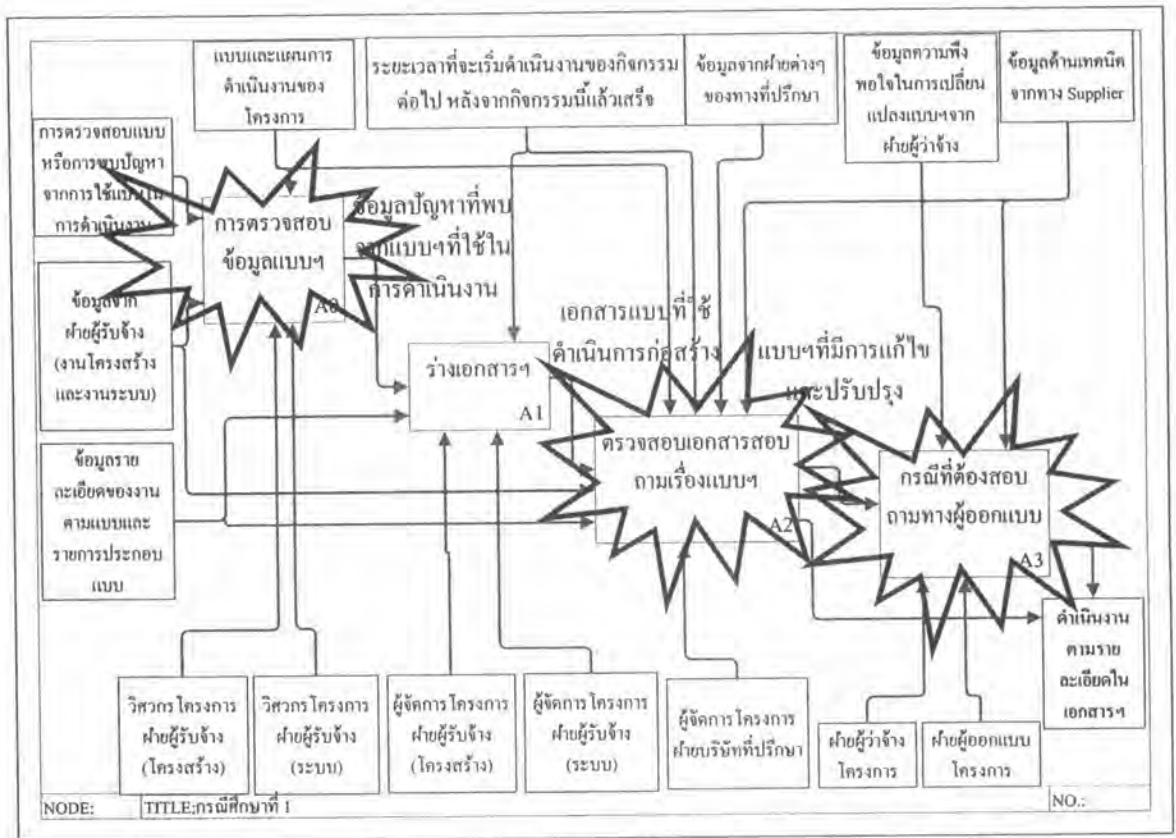 แบบและแผนการ
ดำเนินงานของ
โครงการ
ระยะเวลาที่จะเริ่มดำเนินงานของกิจกรรม
ต่อไป หลังจากกิจกรรมนี้แล้วเสร็จ
ข้อมูลจากฝ่ายต่างๆ
ของทางที่ปรึกษา
ข้อมูลความพึง
พอใจในการเปลี่ยน
แปลงแบบฯจาก
ฝ่ายผู้ว่าจ้าง
ข้อมูลด้านเทคนิค
จากทาง Supplier
การตรวจสอบแบบ
หรือการพบปัญหา
จากการใช้แบบใน
การดำเนินงาน
การตรวจสอบ
ข้อมูลแบบฯ
A0
ข้อมูลปัญหาที่พบ
จากแบบฯที่ใช้ใน
การดำเนินงาน
ข้อมูลจาก
ฝ่ายผู้รับจ้าง
(งานโครงสร้าง
และงานระบบ)
ร่างเอกสารฯ
A1
เอกสารแบบที่ใช้
ดำเนินการก่อสร้าง
แบบฯที่มีการแก้ไข
และปรับปรุง
ข้อมูลราย
ละเอียดของงาน
ตามแบบและ
รายการประกอบ
แบบ
ตรวจสอบเอกสารสอบ
ถามเรื่องแบบฯ
A2
กรณีที่ต้องสอบ
ถามทางผู้ออกแบบ
A3
ดำเนินงาน
ตามราย
ละเอียดใน
เอกสารฯ
วิศวกรโครงการ
ฝ่ายผู้รับจ้าง
(โครงสร้าง)
วิศวกรโครงการ
ฝ่ายผู้รับจ้าง
(ระบบ)
ผู้จัดการโครงการ
ฝ่ายผู้รับจ้าง
(โครงสร้าง)
ผู้จัดการโครงการ
ฝ่ายผู้รับจ้าง
(ระบบ)
ผู้จัดการโครงการ
ฝ่ายบริษัทที่ปรึกษา
ฝ่ายผู้ว่าจ้าง
โครงการ
ฝ่ายผู้ออกแบบ
โครงการ
NODE:
TITLE:กรณีศึกษาที่ 1
NO.: